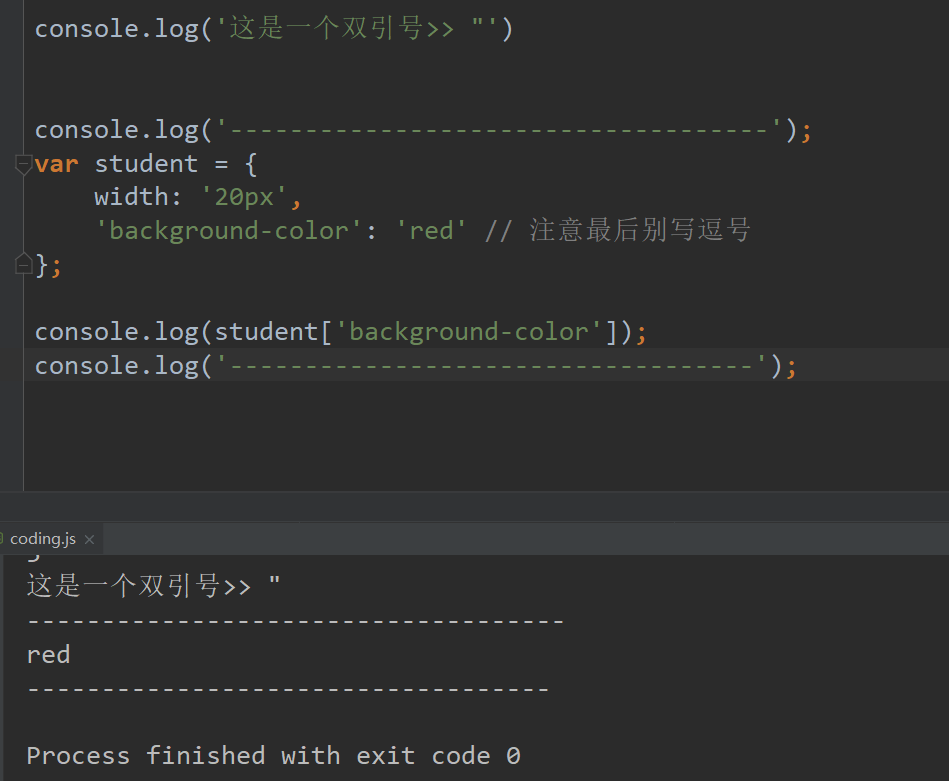 console.log('这是一个双引号>> "')
console.log('------------------------------------');
var student = {
    width: '20px',
    'background-color': 'red' // 注意最后别写逗号
};
console.log(student['background-color']);
console.log('-----------------------------------');
coding.js ×
这是一个双引号>> "
------------------------------------
red
-----------------------------------
Process finished with exit code 0